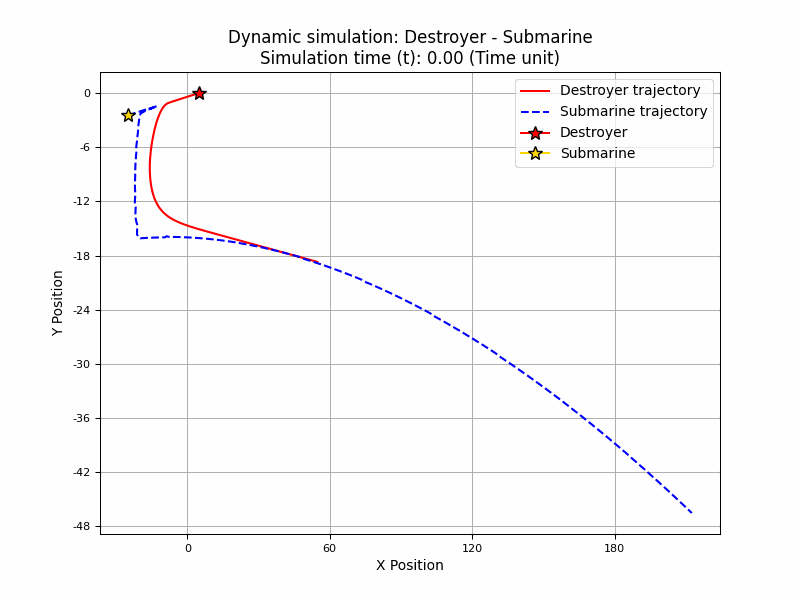 Dynamic simulation: Destroyer - Submarine
Simulation time (t): 0.00 (Time unit)
Destroyer trajectory
Submarine trajectory
Destroyer
Submarine
0
-6
-12
-18
-24
-30
-36
-42
-48
Y Position
0
60
120
180
X Position